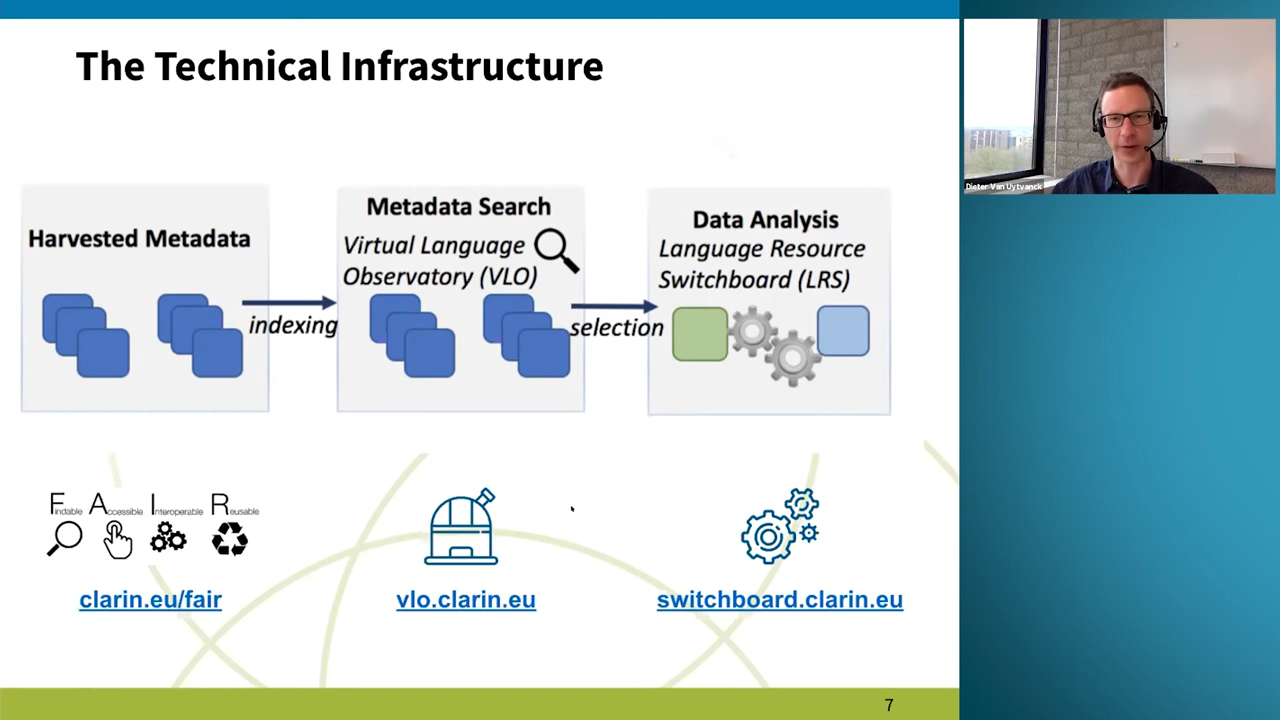 The Technical Infrastructure
Harvested Metadata
indexing
Metadata Search
Virtual Language
Observatory (VLO)
selection
Data Analysis
Language Resource
Switchboard (LRS)
Findable Accessible Interoperable Reusable
clarin.eu/fair
vlo.clarin.eu
switchboard.clarin.eu
7
Dieter Van Uytvanck